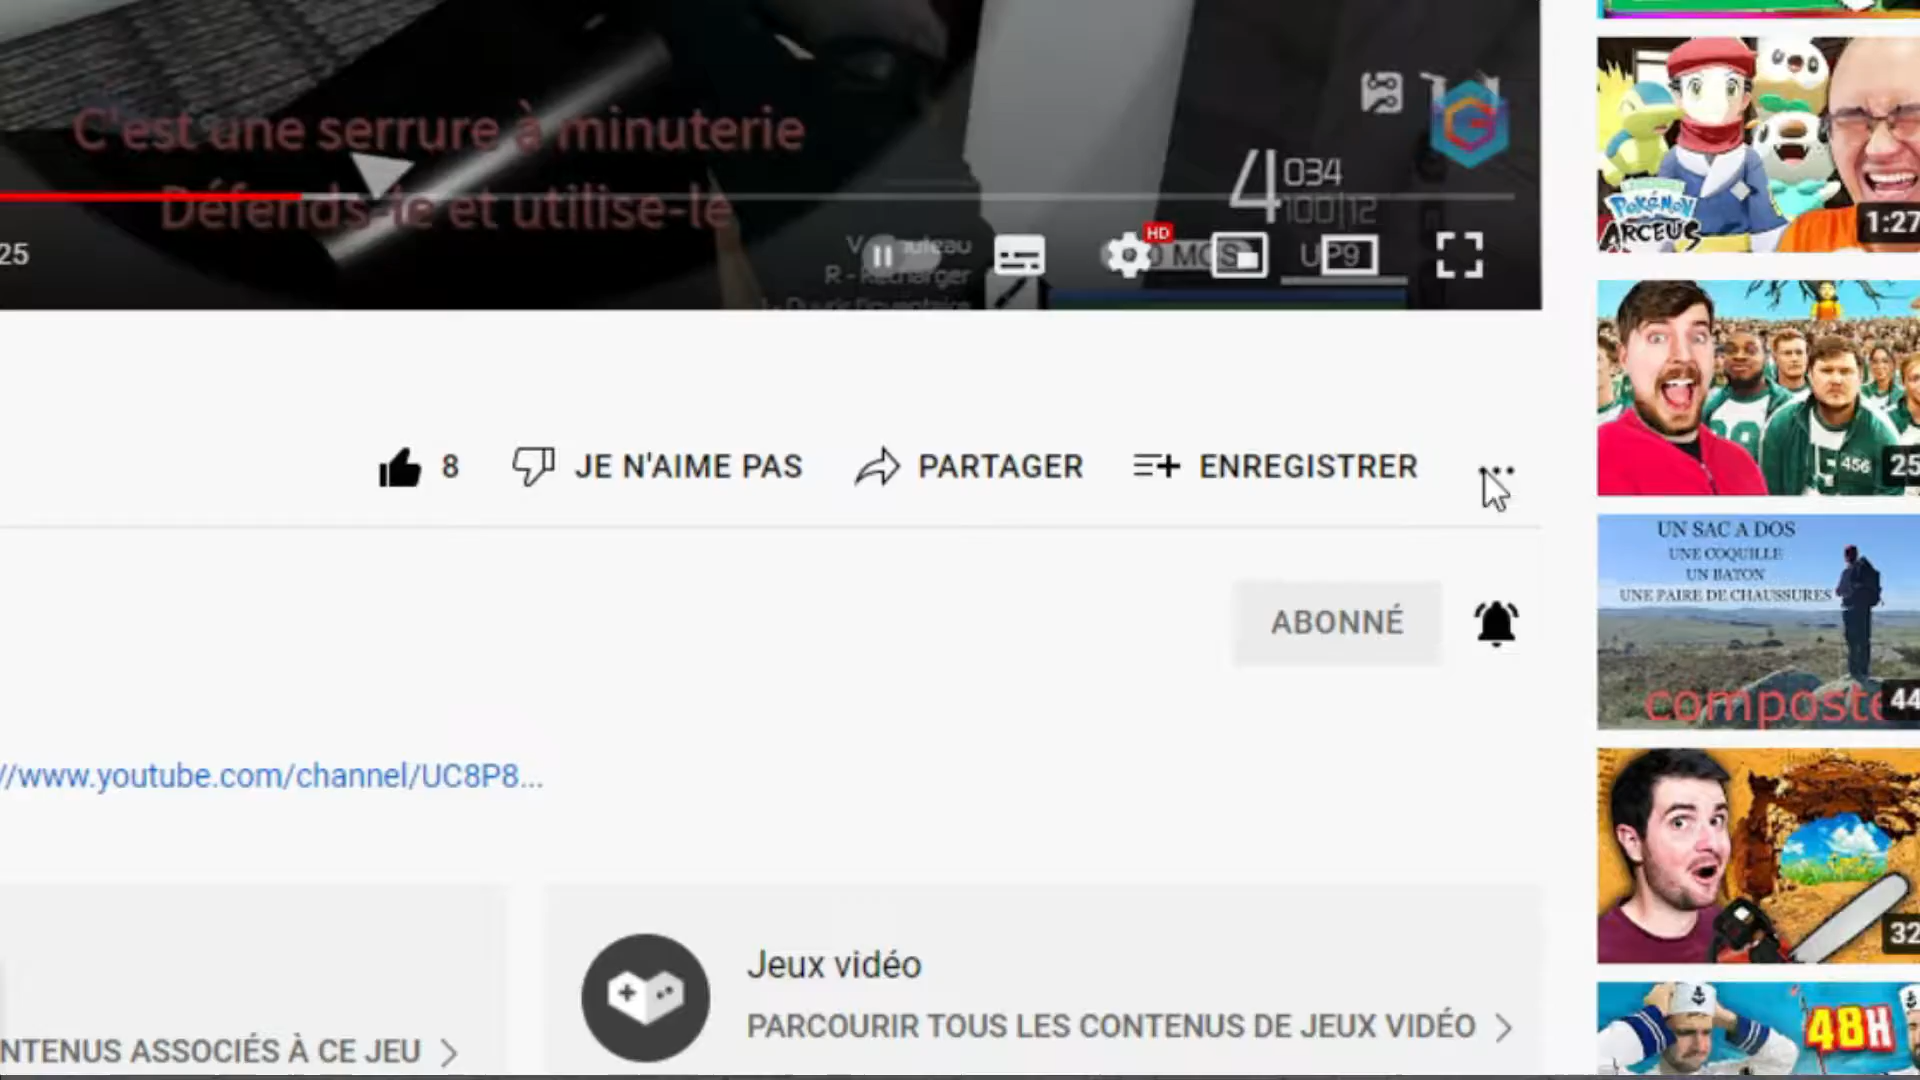 C'est une serrure à minuterie
Défends-le et utilise-le
034
4
100|12
HD
R - Recharger
UP9
25
8
JE N'AIME PAS
PARTAGER
ENREGISTRER
ABONNÉ
//www.youtube.com/channel/UC8P8...
Jeux vidéo
PARCOURIR TOUS LES CONTENUS DE JEUX VIDÉO
NTENUS ASSOCIÉS À CE JEU
POKÉMON
ARCEUS
1:27
456
25
UN SAC A DOS
UNE COQUILLE
UN BATON
UNE PAIRE DE CHAUSSURES
composte
44
32
48H